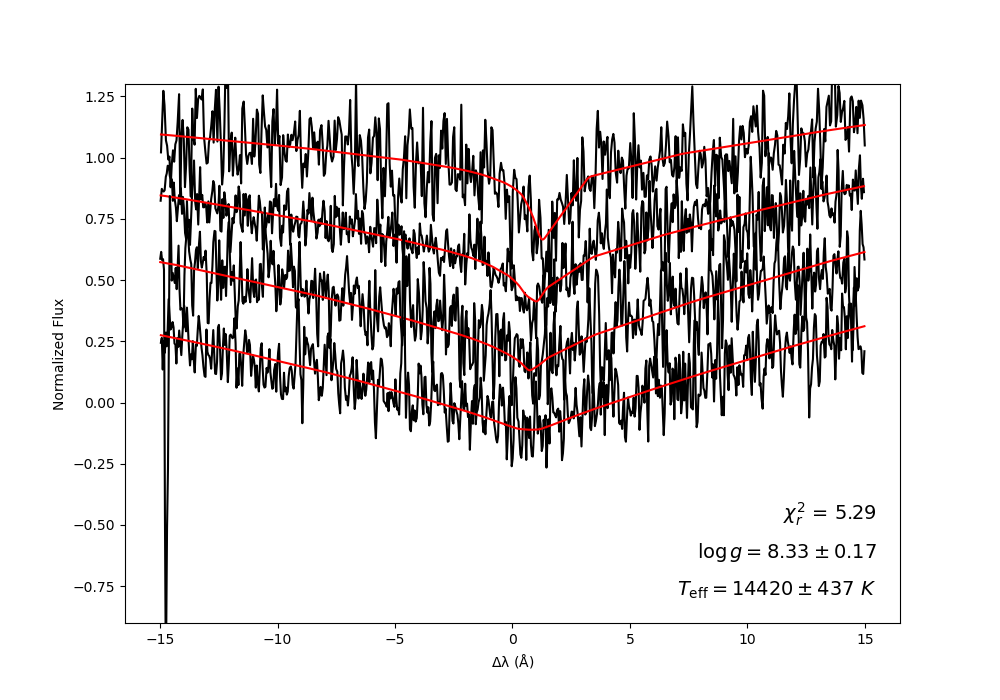 1.25
1.00
0.75
0.50
0.25
0.00
−0.25
−0.50
−0.75
Normalized Flux
χ²ᵣ = 5.29
log g = 8.33 ± 0.17
T_eff = 14420 ± 437 K
−15 −10 −5 0 5 10 15
Δλ (Å)